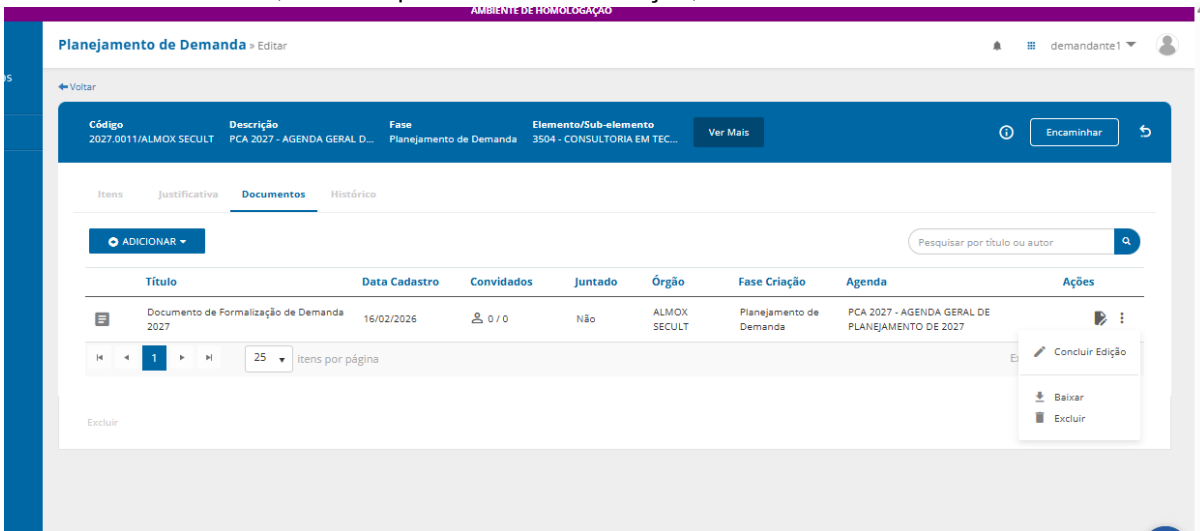 AMBIENTE DE HOMOLOGAÇÃO
Planejamento de Demanda » Editar
demandante1
os
Voltar
Código
2027.0011/ALMOX SECULT
Descrição
PCA 2027 - AGENDA GERAL D...
Fase
Planejamento de Demanda
Elemento/Sub-elemento
3504 - CONSULTORIA EM TEC...
Ver Mais
Encaminhar
Itens Justificativa Documentos Histórico
ADICIONAR
Pesquisar por título ou autor
Título Data Cadastro Convidados Juntado Órgão Fase Criação Agenda Ações
Documento de Formalização de Demanda
2027
16/02/2026
0 / 0
Não
ALMOX
SECULT
Planejamento de
Demanda
PCA 2027 - AGENDA GERAL DE
PLANEJAMENTO DE 2027
1
25
itens por página
Concluir Edição
Baixar
Excluir
Excluir